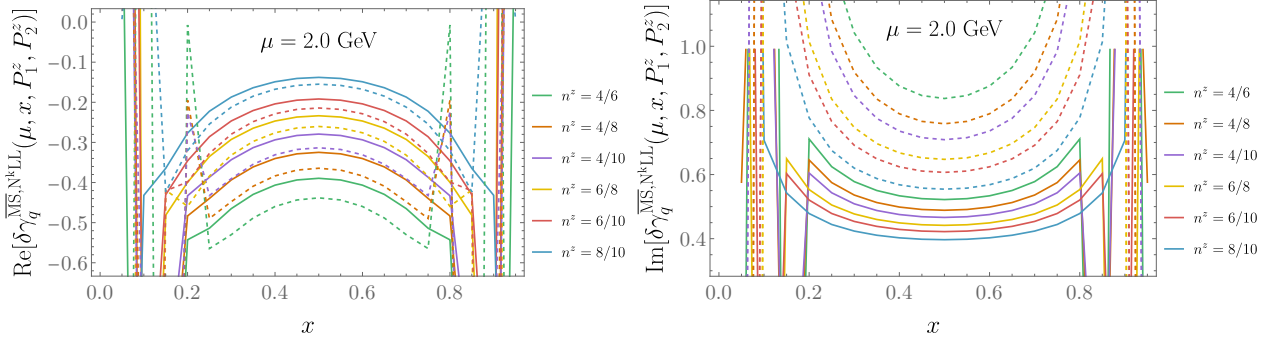 Re[δγ_q^{\overline{MS},N^kLL}(μ, x, P_1^z, P_2^z)]
0.0
−0.1
−0.2
−0.3
−0.4
−0.5
−0.6
μ = 2.0 GeV
0.0 0.2 0.4 0.6 0.8
x
n^z = 4/6
n^z = 4/8
n^z = 4/10
n^z = 6/8
n^z = 6/10
n^z = 8/10
Im[δγ_q^{\overline{MS},N^kLL}(μ, x, P_1^z, P_2^z)]
1.0
0.8
0.6
0.4
μ = 2.0 GeV
0.0 0.2 0.4 0.6 0.8
x
n^z = 4/6
n^z = 4/8
n^z = 4/10
n^z = 6/8
n^z = 6/10
n^z = 8/10